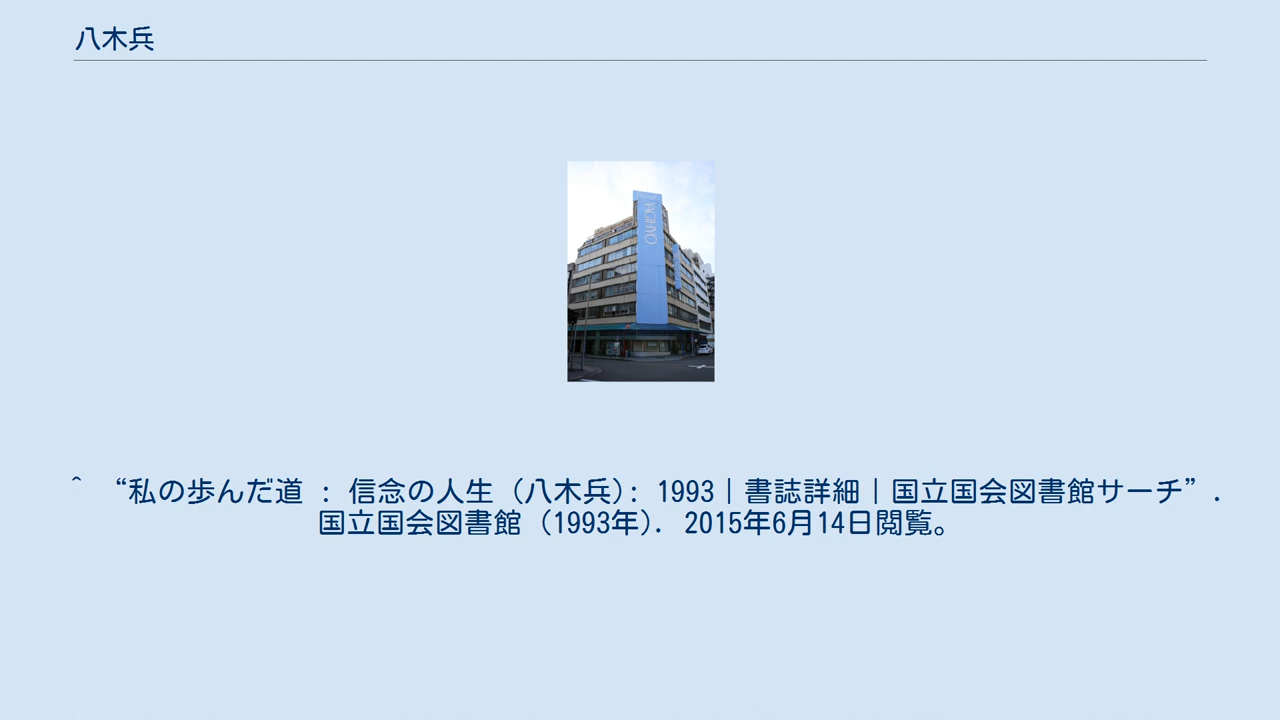 八木兵
YAGIHYO
^ “私の歩んだ道 : 信念の人生 (八木兵): 1993｜書誌詳細｜国立国会図書館サーチ”.
国立国会図書館 (1993年). 2015年6月14日閲覧。